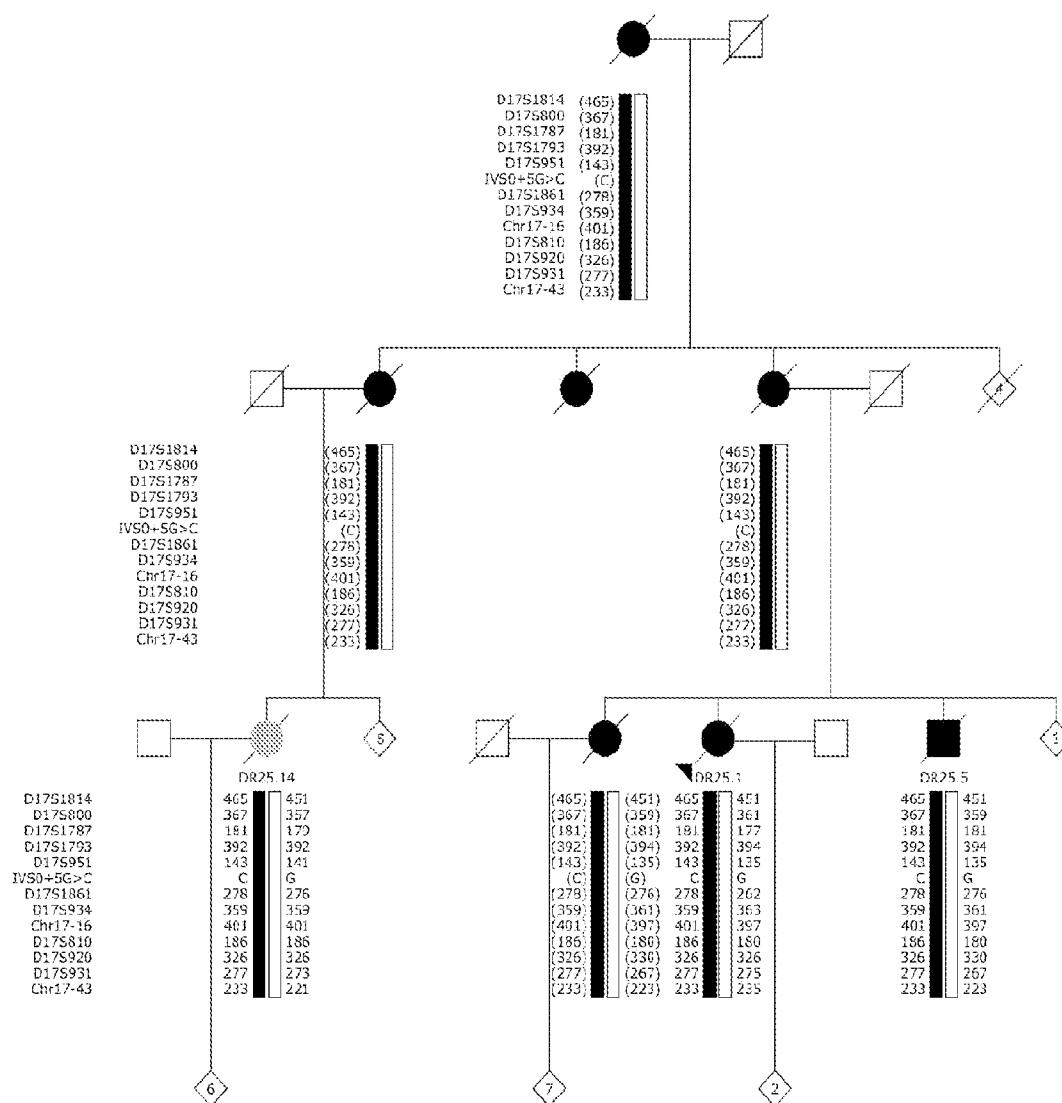 D17S1814 (465)
D17S800 (367)
D17S1787 (181)
D17S1793 (392)
D17S951 (143)
IVS0+5G>C (C)
D17S1861 (278)
D17S934 (359)
Chr17-16 (401)
D17S810 (186)
D17S920 (326)
D17S931 (277)
Chr17-43 (233)
4
D17S1814 (465) (465)
D17S800 (367) (367)
D17S1787 (181) (181)
D17S1793 (392) (392)
D17S951 (143) (143)
IVS0+5G>C (C) (C)
D17S1861 (278) (278)
D17S934 (359) (359)
Chr17-16 (401) (401)
D17S810 (186) (186)
D17S920 (326) (326)
D17S931 (277) (277)
Chr17-43 (233) (233)
5 3
DR25.14 DR25.1 DR25.5
D17S1814 465 451 (465) (451) 465 451 465 451
D17S800 367 357 (367) (359) 367 361 367 359
D17S1787 181 179 (181) (181) 181 177 181 181
D17S1793 392 392 (392) (394) 392 394 392 394
D17S951 143 141 (143) (135) 143 135 143 135
IVS0+5G>C C G (C) (G) C G C G
D17S1861 278 276 (278) (276) 278 262 278 276
D17S934 359 359 (359) (361) 359 363 359 361
Chr17-16 401 401 (401) (397) 401 397 401 397
D17S810 186 186 (186) (180) 186 180 186 180
D17S920 326 326 (326) (330) 326 326 326 330
D17S931 277 273 (277) (267) 277 275 277 267
Chr17-43 233 221 (233) (223) 233 235 233 223
6 7 2